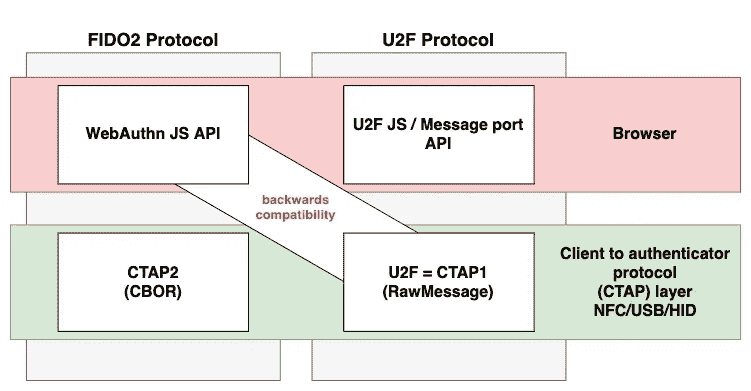 FIDO2 Protocol
U2F Protocol
WebAuthn JS API
U2F JS / Message port
API
Browser
backwards
compatibility
CTAP2
(CBOR)
U2F = CTAP1
(RawMessage)
Client to authenticator
protocol
(CTAP) layer
NFC/USB/HID